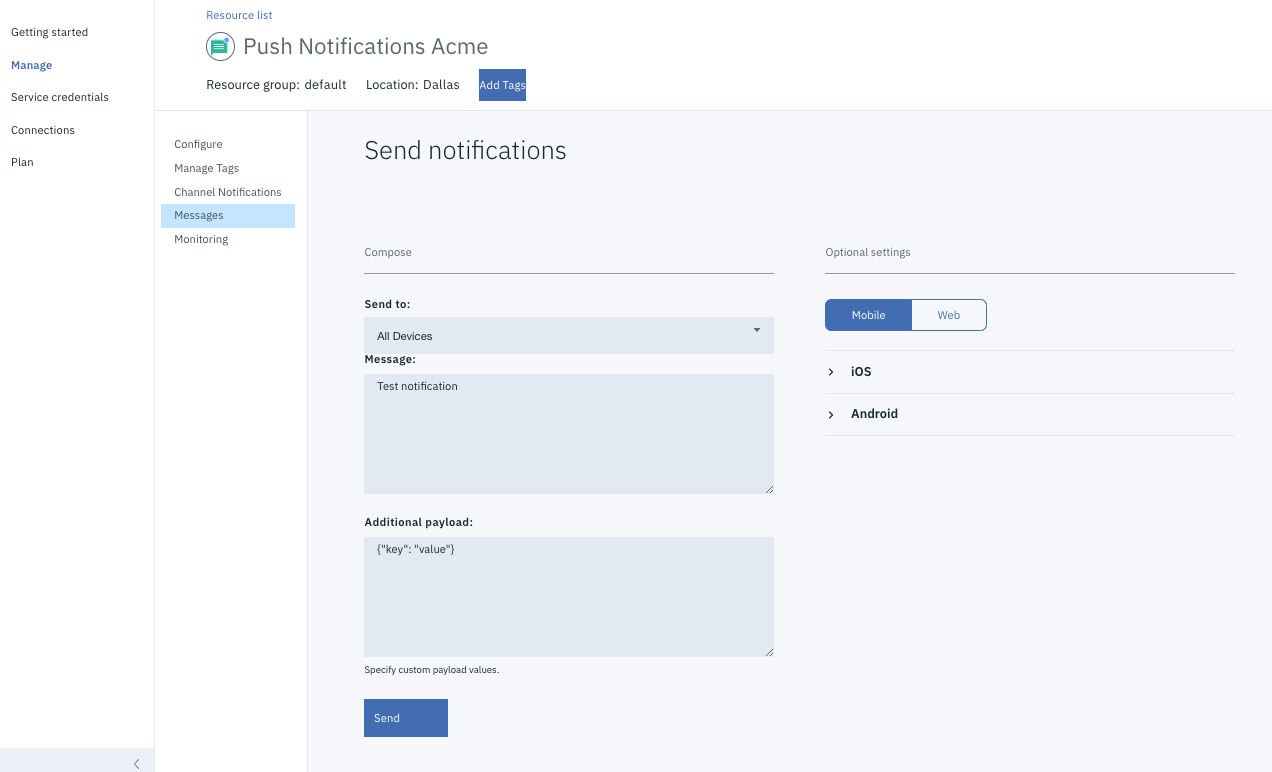 Getting started
Manage
Service credentials
Connections
Plan
Resource list
Push Notifications Acme
Resource group: default Location: Dallas Add Tags
Configure
Manage Tags
Channel Notifications
Messages
Monitoring
Send notifications
Compose
Send to:
All Devices
Message:
Test notification
Additional payload:
{"key": "value"}
Specify custom payload values.
Send
Optional settings
Mobile Web
iOS
Android